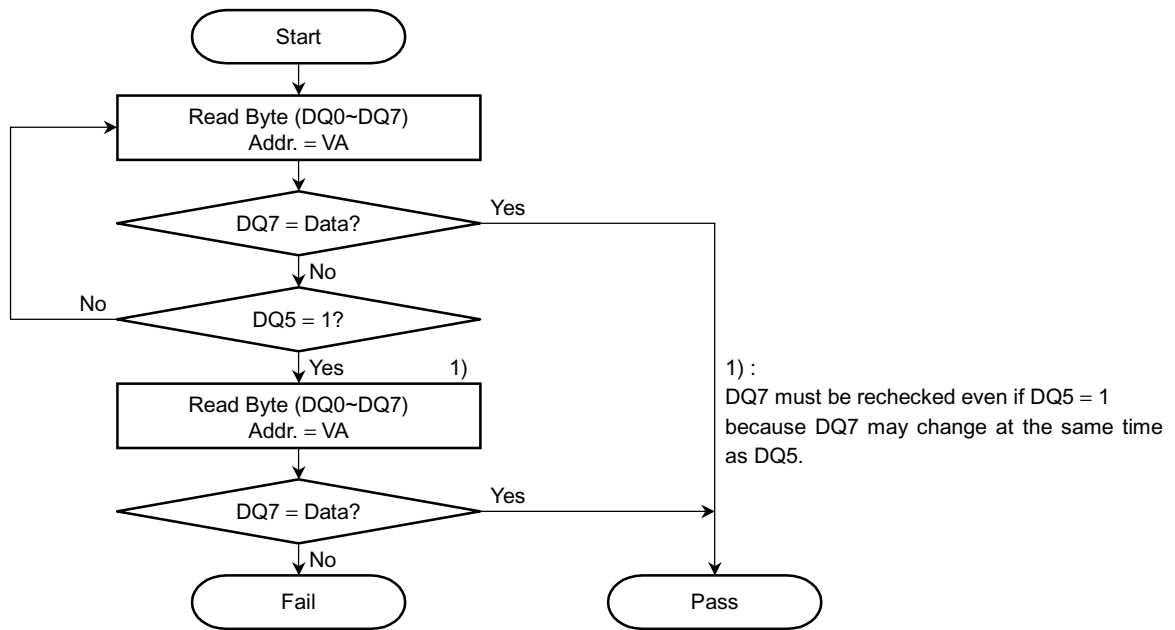 Start
Read Byte (DQ0~DQ7)
Addr. = VA
DQ7 = Data?
Yes
No
No
DQ5 = 1?
Yes
1)
Read Byte (DQ0~DQ7)
Addr. = VA
1) :
DQ7 must be rechecked even if DQ5 = 1
because DQ7 may change at the same time
as DQ5.
DQ7 = Data?
Yes
No
Fail
Pass